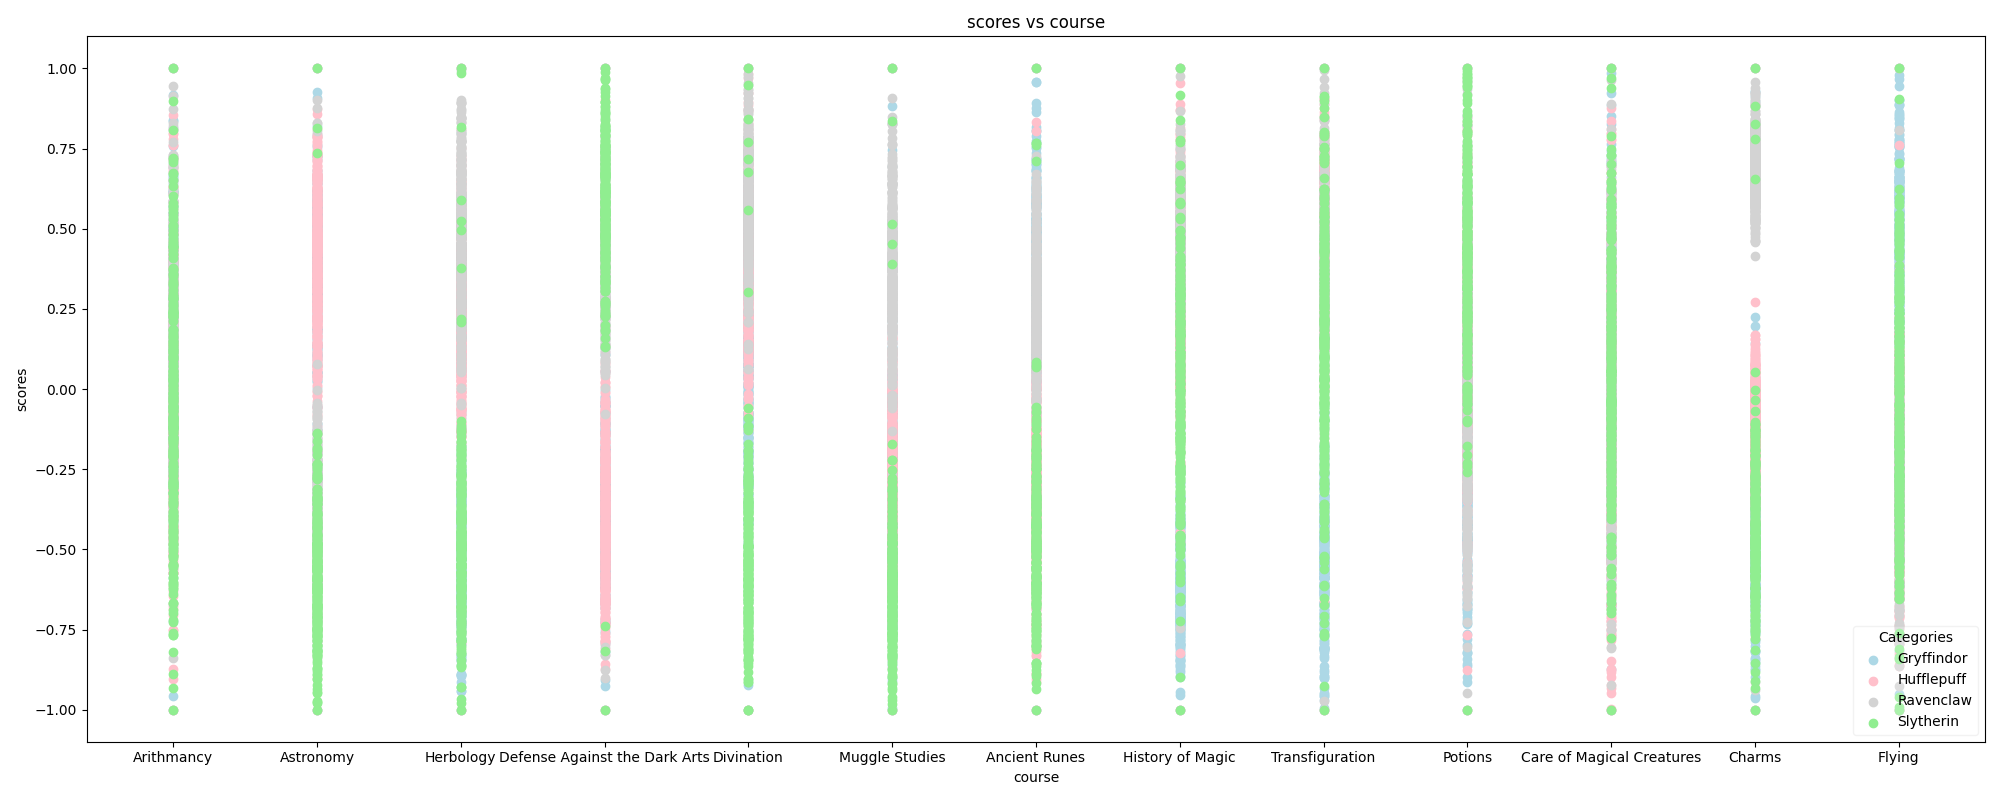 scores vs course
1.00
0.75
0.50
0.25
0.00
−0.25
−0.50
−0.75
−1.00
scores
Arithmancy Astronomy Herbology Defense Against the Dark Arts Divination Muggle Studies Ancient Runes History of Magic Transfiguration Potions Care of Magical Creatures Charms Flying
course
Categories
Gryffindor
Hufflepuff
Ravenclaw
Slytherin